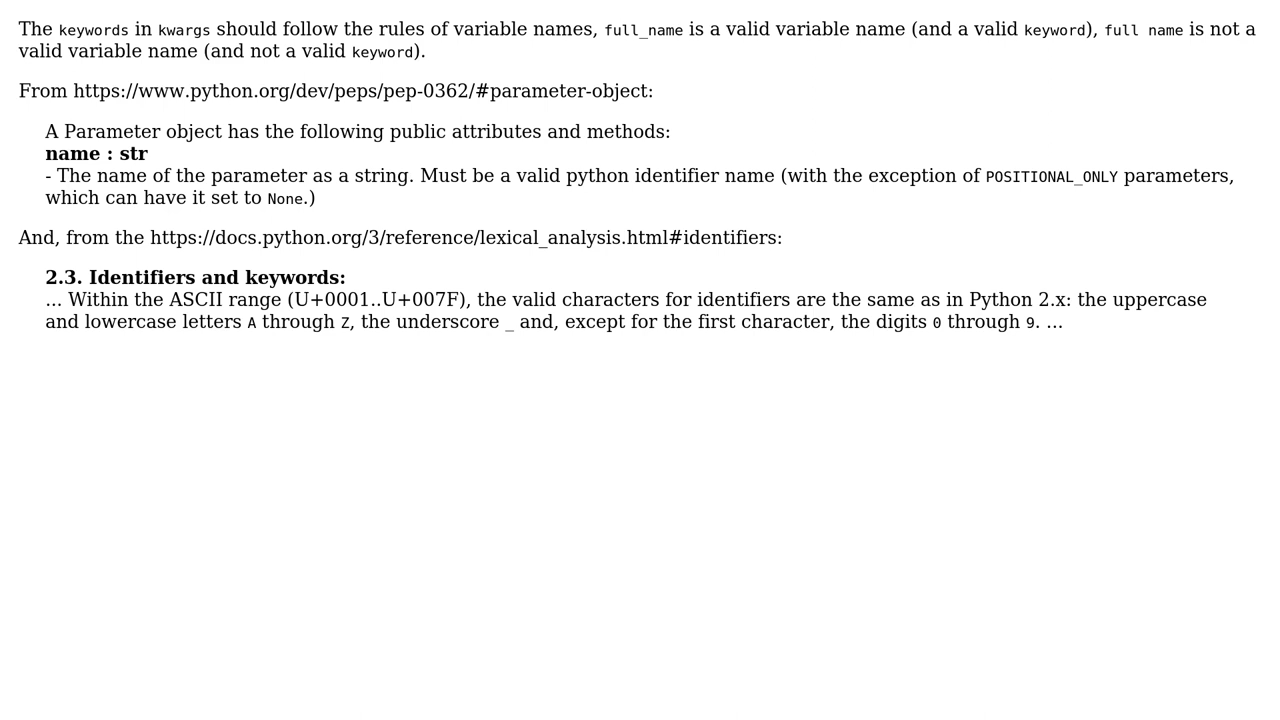 The keywords in kwargs should follow the rules of variable names, full_name is a valid variable name (and a valid keyword), full name is not a
valid variable name (and not a valid keyword).
From https://www.python.org/dev/peps/pep-0362/#parameter-object:
A Parameter object has the following public attributes and methods:
name : str
- The name of the parameter as a string. Must be a valid python identifier name (with the exception of POSITIONAL_ONLY parameters,
which can have it set to None.)
And, from the https://docs.python.org/3/reference/lexical_analysis.html#identifiers:
2.3. Identifiers and keywords:
... Within the ASCII range (U+0001..U+007F), the valid characters for identifiers are the same as in Python 2.x: the uppercase
and lowercase letters A through Z, the underscore _ and, except for the first character, the digits 0 through 9. ...